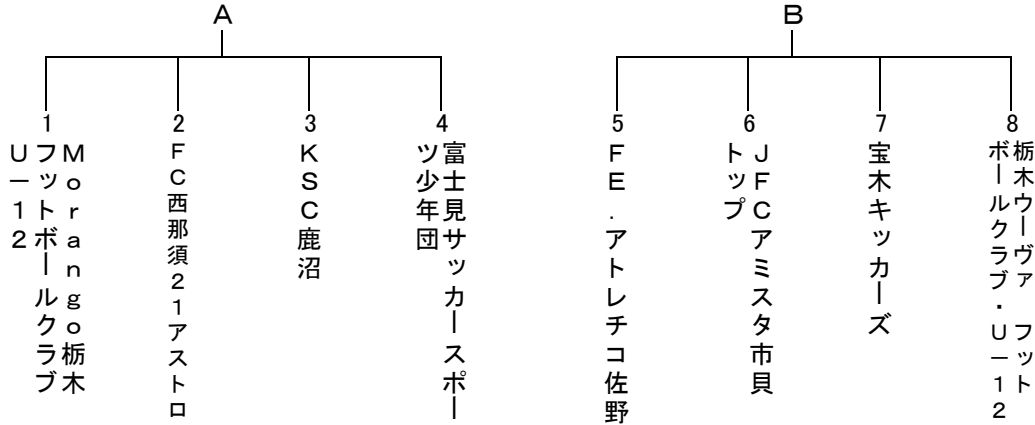 A
1
Morango栃木
フットボールクラブ
U－12
2
FC西那須21アストロ
3
KSC鹿沼
4
富士見サッカースポー
ツ少年団
B
5
FE．アトレチコ佐野
6
JFCアミスタ市貝
トップ
7
宝木キッカーズ
8
栃木ウーヴァ　フット
ボールクラブ・U－12